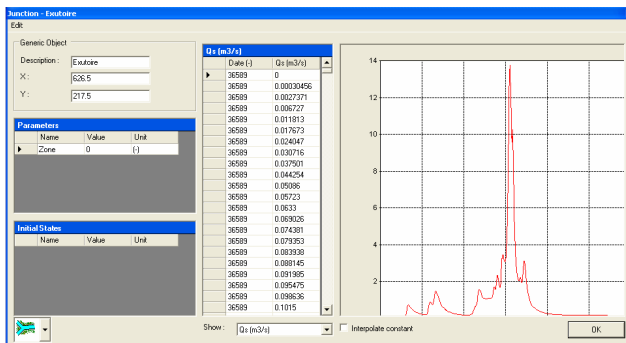 Junction - Exutoire
Edit
Generic Object
Description : Exutoire
X : 626.5
Y : 217.5
Parameters
Name Value Unit
Zone 0 (-)
Initial States
Name Value Unit
Qs (m3/s)
Date (-) Qs (m3/s)
36589 0
36589 0.00030456
36589 0.0027371
36589 0.006727
36589 0.011813
36589 0.017673
36589 0.024047
36589 0.030716
36589 0.037501
36589 0.044254
36589 0.05086
36589 0.05723
36589 0.0633
36589 0.069026
36589 0.074381
36589 0.079353
36589 0.083938
36589 0.088145
36589 0.091985
36589 0.095475
36589 0.098636
36589 0.1015
14
12
10
8
6
4
2
Show : Qs (m3/s)
Interpolate constant
OK